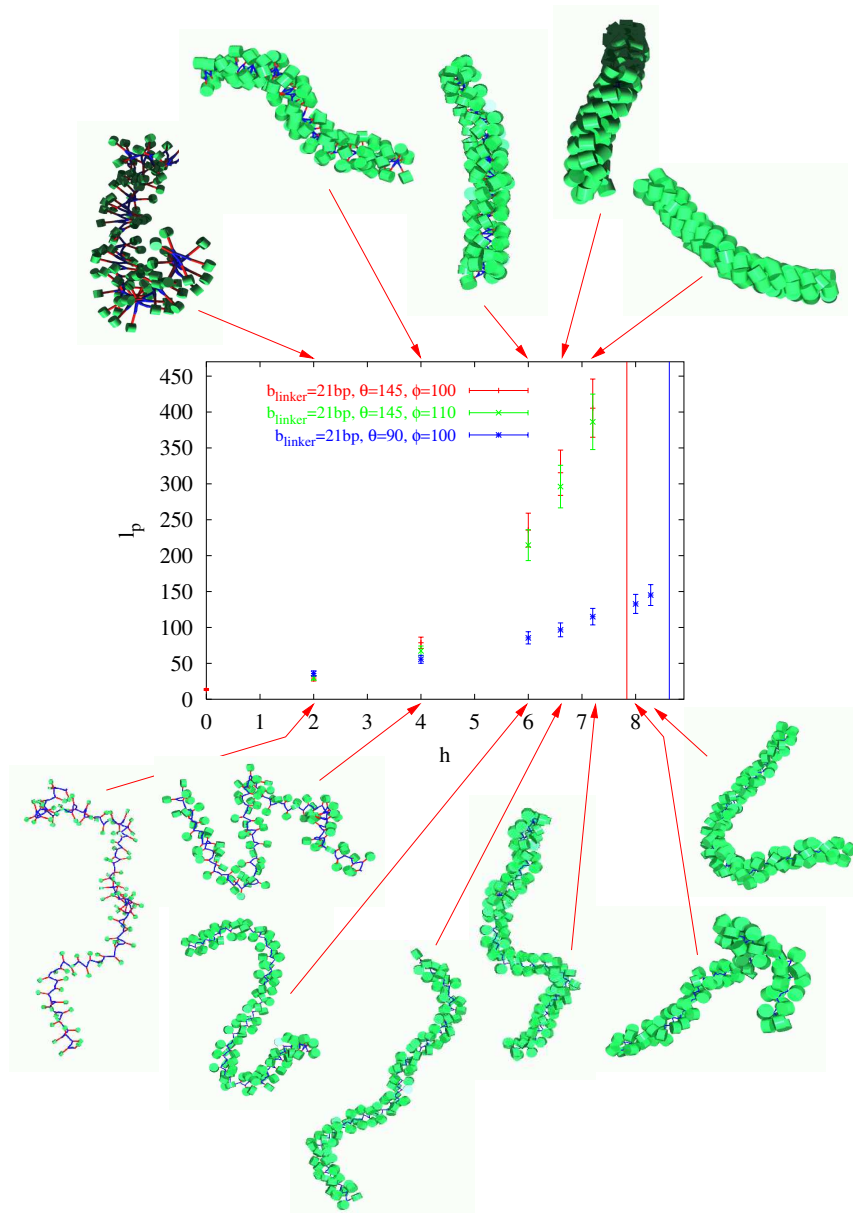 450
400
350
300
250
200
150
100
50
0
l_p
b_linker=21bp, θ=145, ϕ=100
b_linker=21bp, θ=145, ϕ=110
b_linker=21bp, θ=90, ϕ=100
0 1 2 3 4 5 6 7 8
h